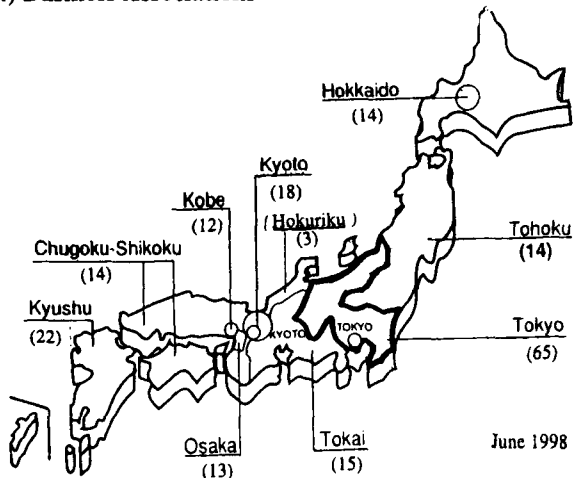 Hokkaido
(14)
Kyoto
(18)
Kobe
(12)
(Hokuriku)
(3)
Tohoku
(14)
Chugoku-Shikoku
(14)
Kyushu
(22)
KYOTO
TOKYO
Tokyo
(65)
Osaka
(13)
Tokai
(15)
June 1998